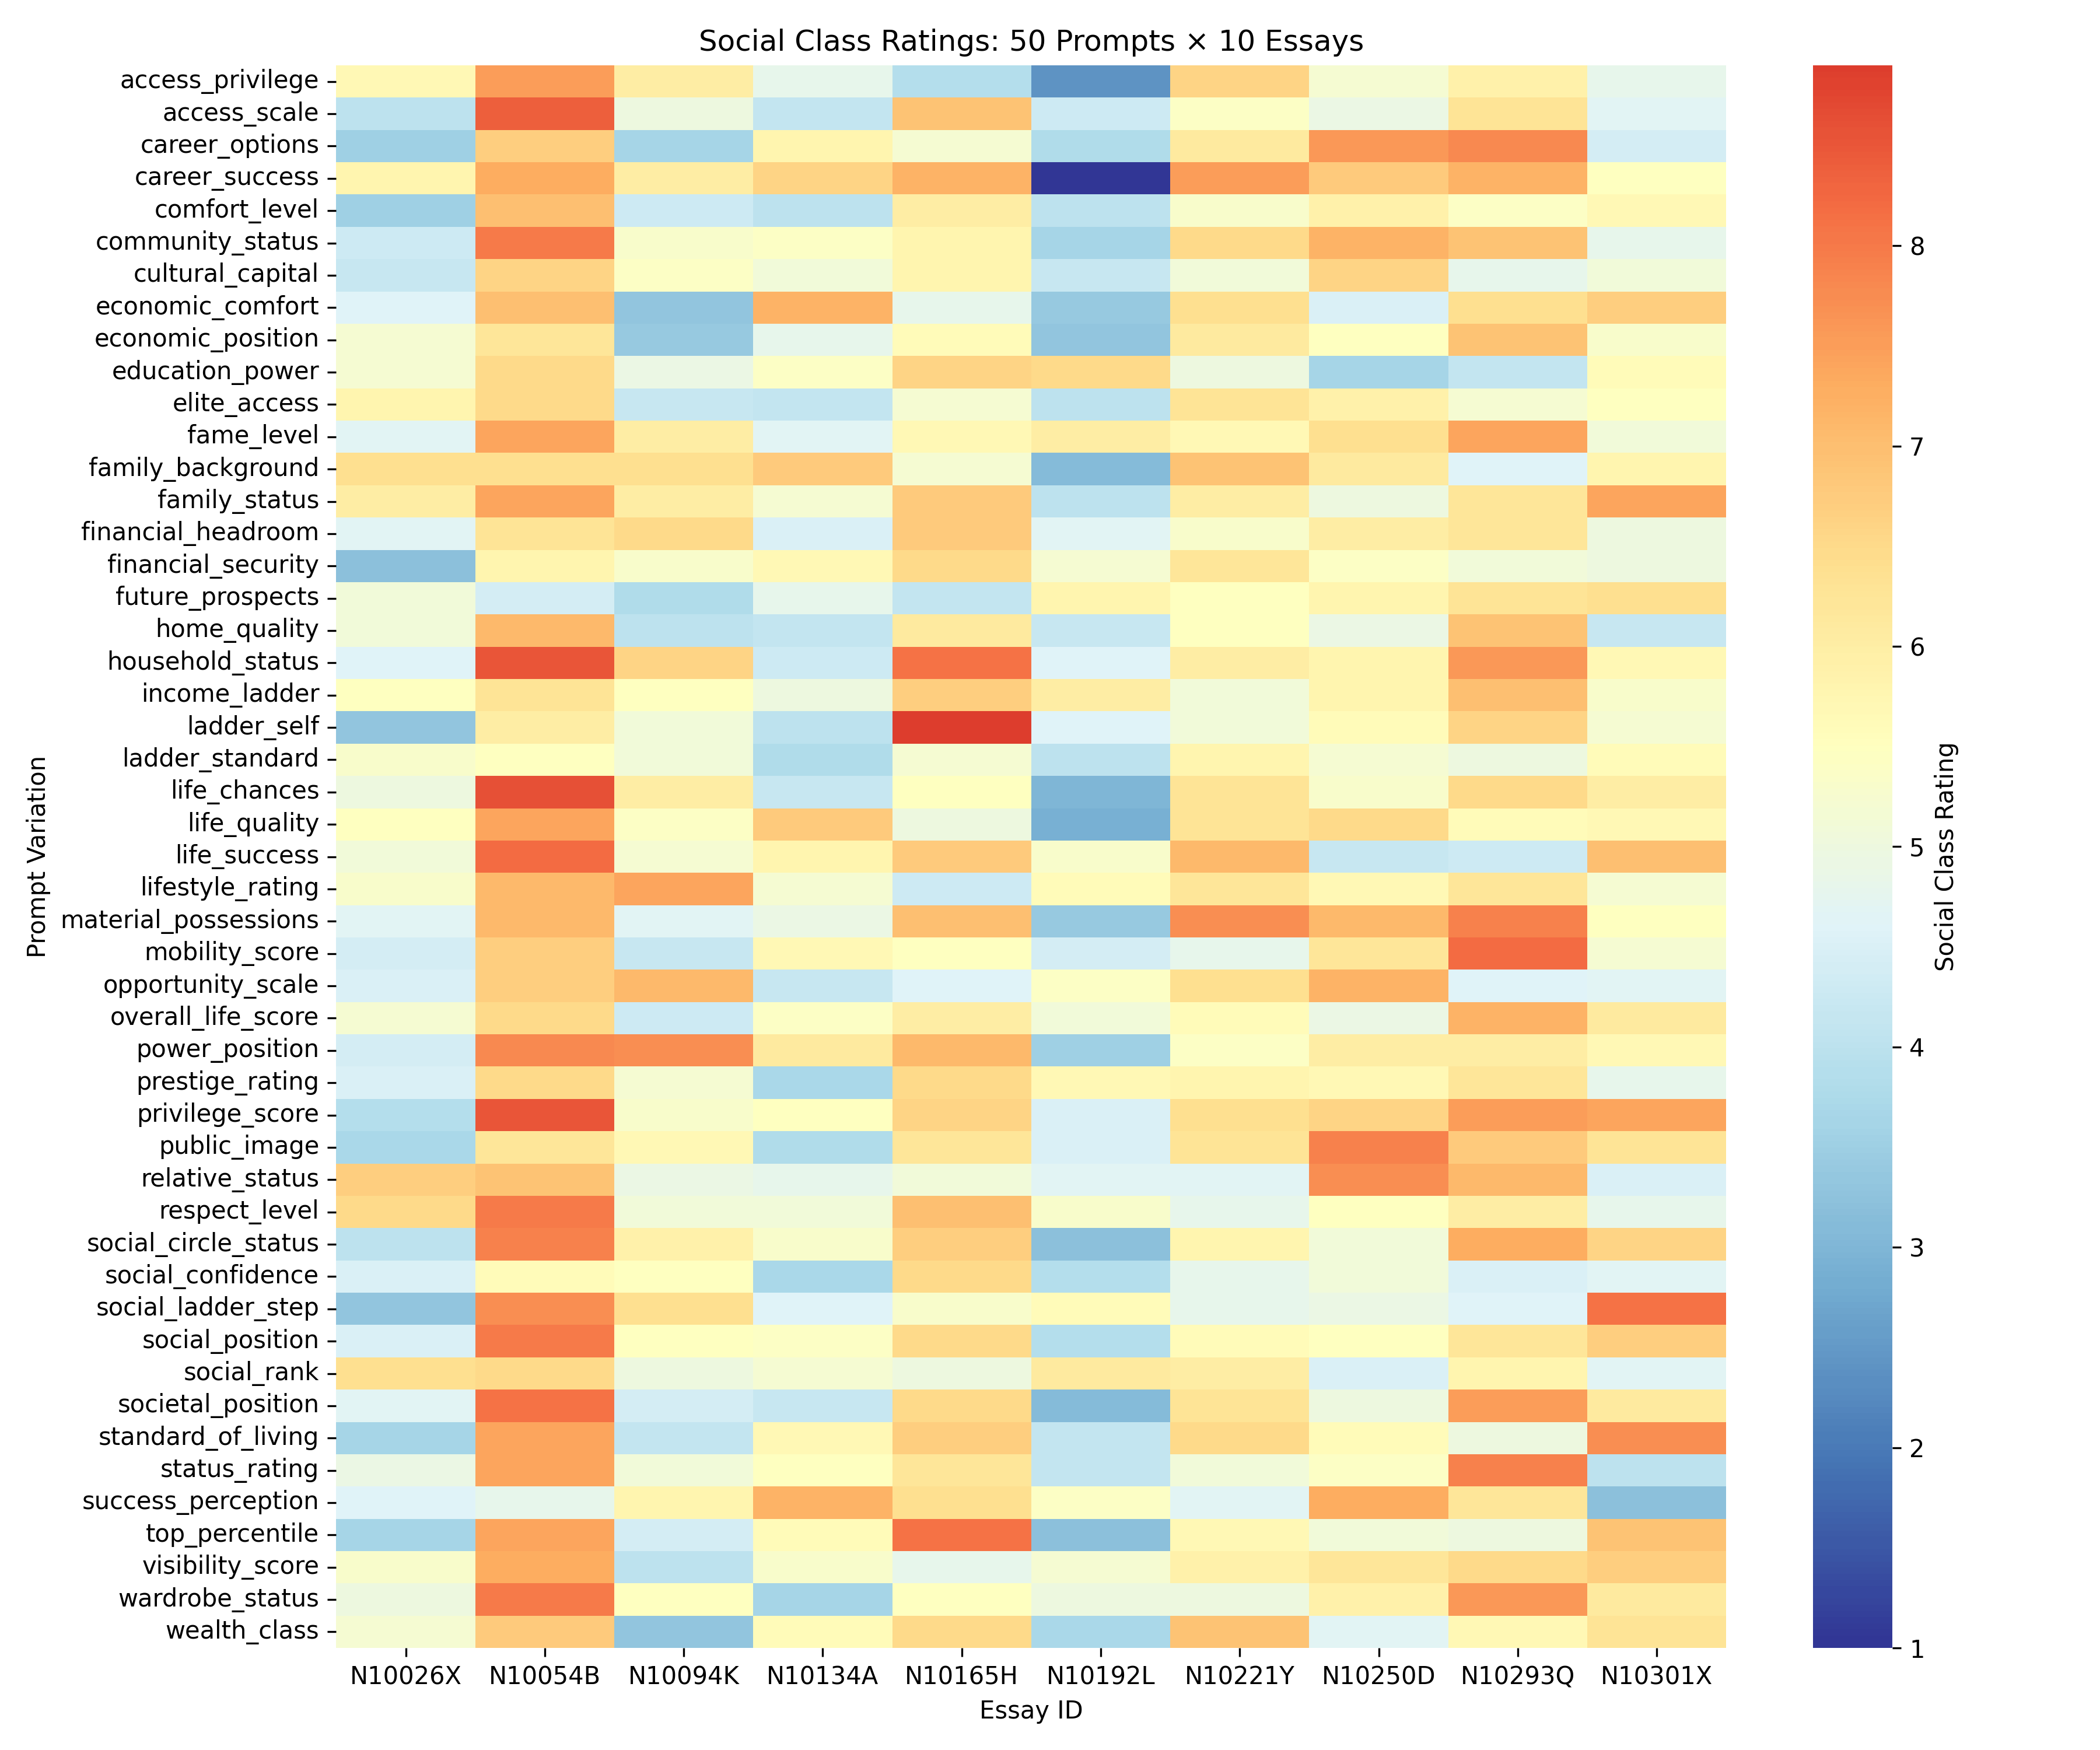 Social Class Ratings: 50 Prompts × 10 Essays
access_privilege
access_scale
career_options
career_success
comfort_level
community_status
cultural_capital
economic_comfort
economic_position
education_power
elite_access
fame_level
family_background
family_status
financial_headroom
financial_security
future_prospects
home_quality
household_status
income_ladder
ladder_self
ladder_standard
life_chances
life_quality
life_success
lifestyle_rating
material_possessions
mobility_score
opportunity_scale
overall_life_score
power_position
prestige_rating
privilege_score
public_image
relative_status
respect_level
social_circle_status
social_confidence
social_ladder_step
social_position
social_rank
societal_position
standard_of_living
status_rating
success_perception
top_percentile
visibility_score
wardrobe_status
wealth_class
Prompt Variation
N10026X N10054B N10094K N10134A N10165H N10192L N10221Y N10250D N10293Q N10301X
Essay ID
8
7
6
5
4
3
2
1
Social Class Rating